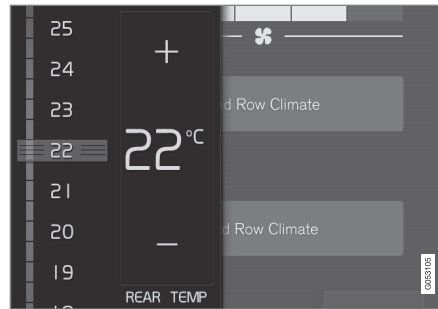 25
24
23
22
21
20
19
+
22°C
–
REAR TEMP
Row Climate
Row Climate
G053105